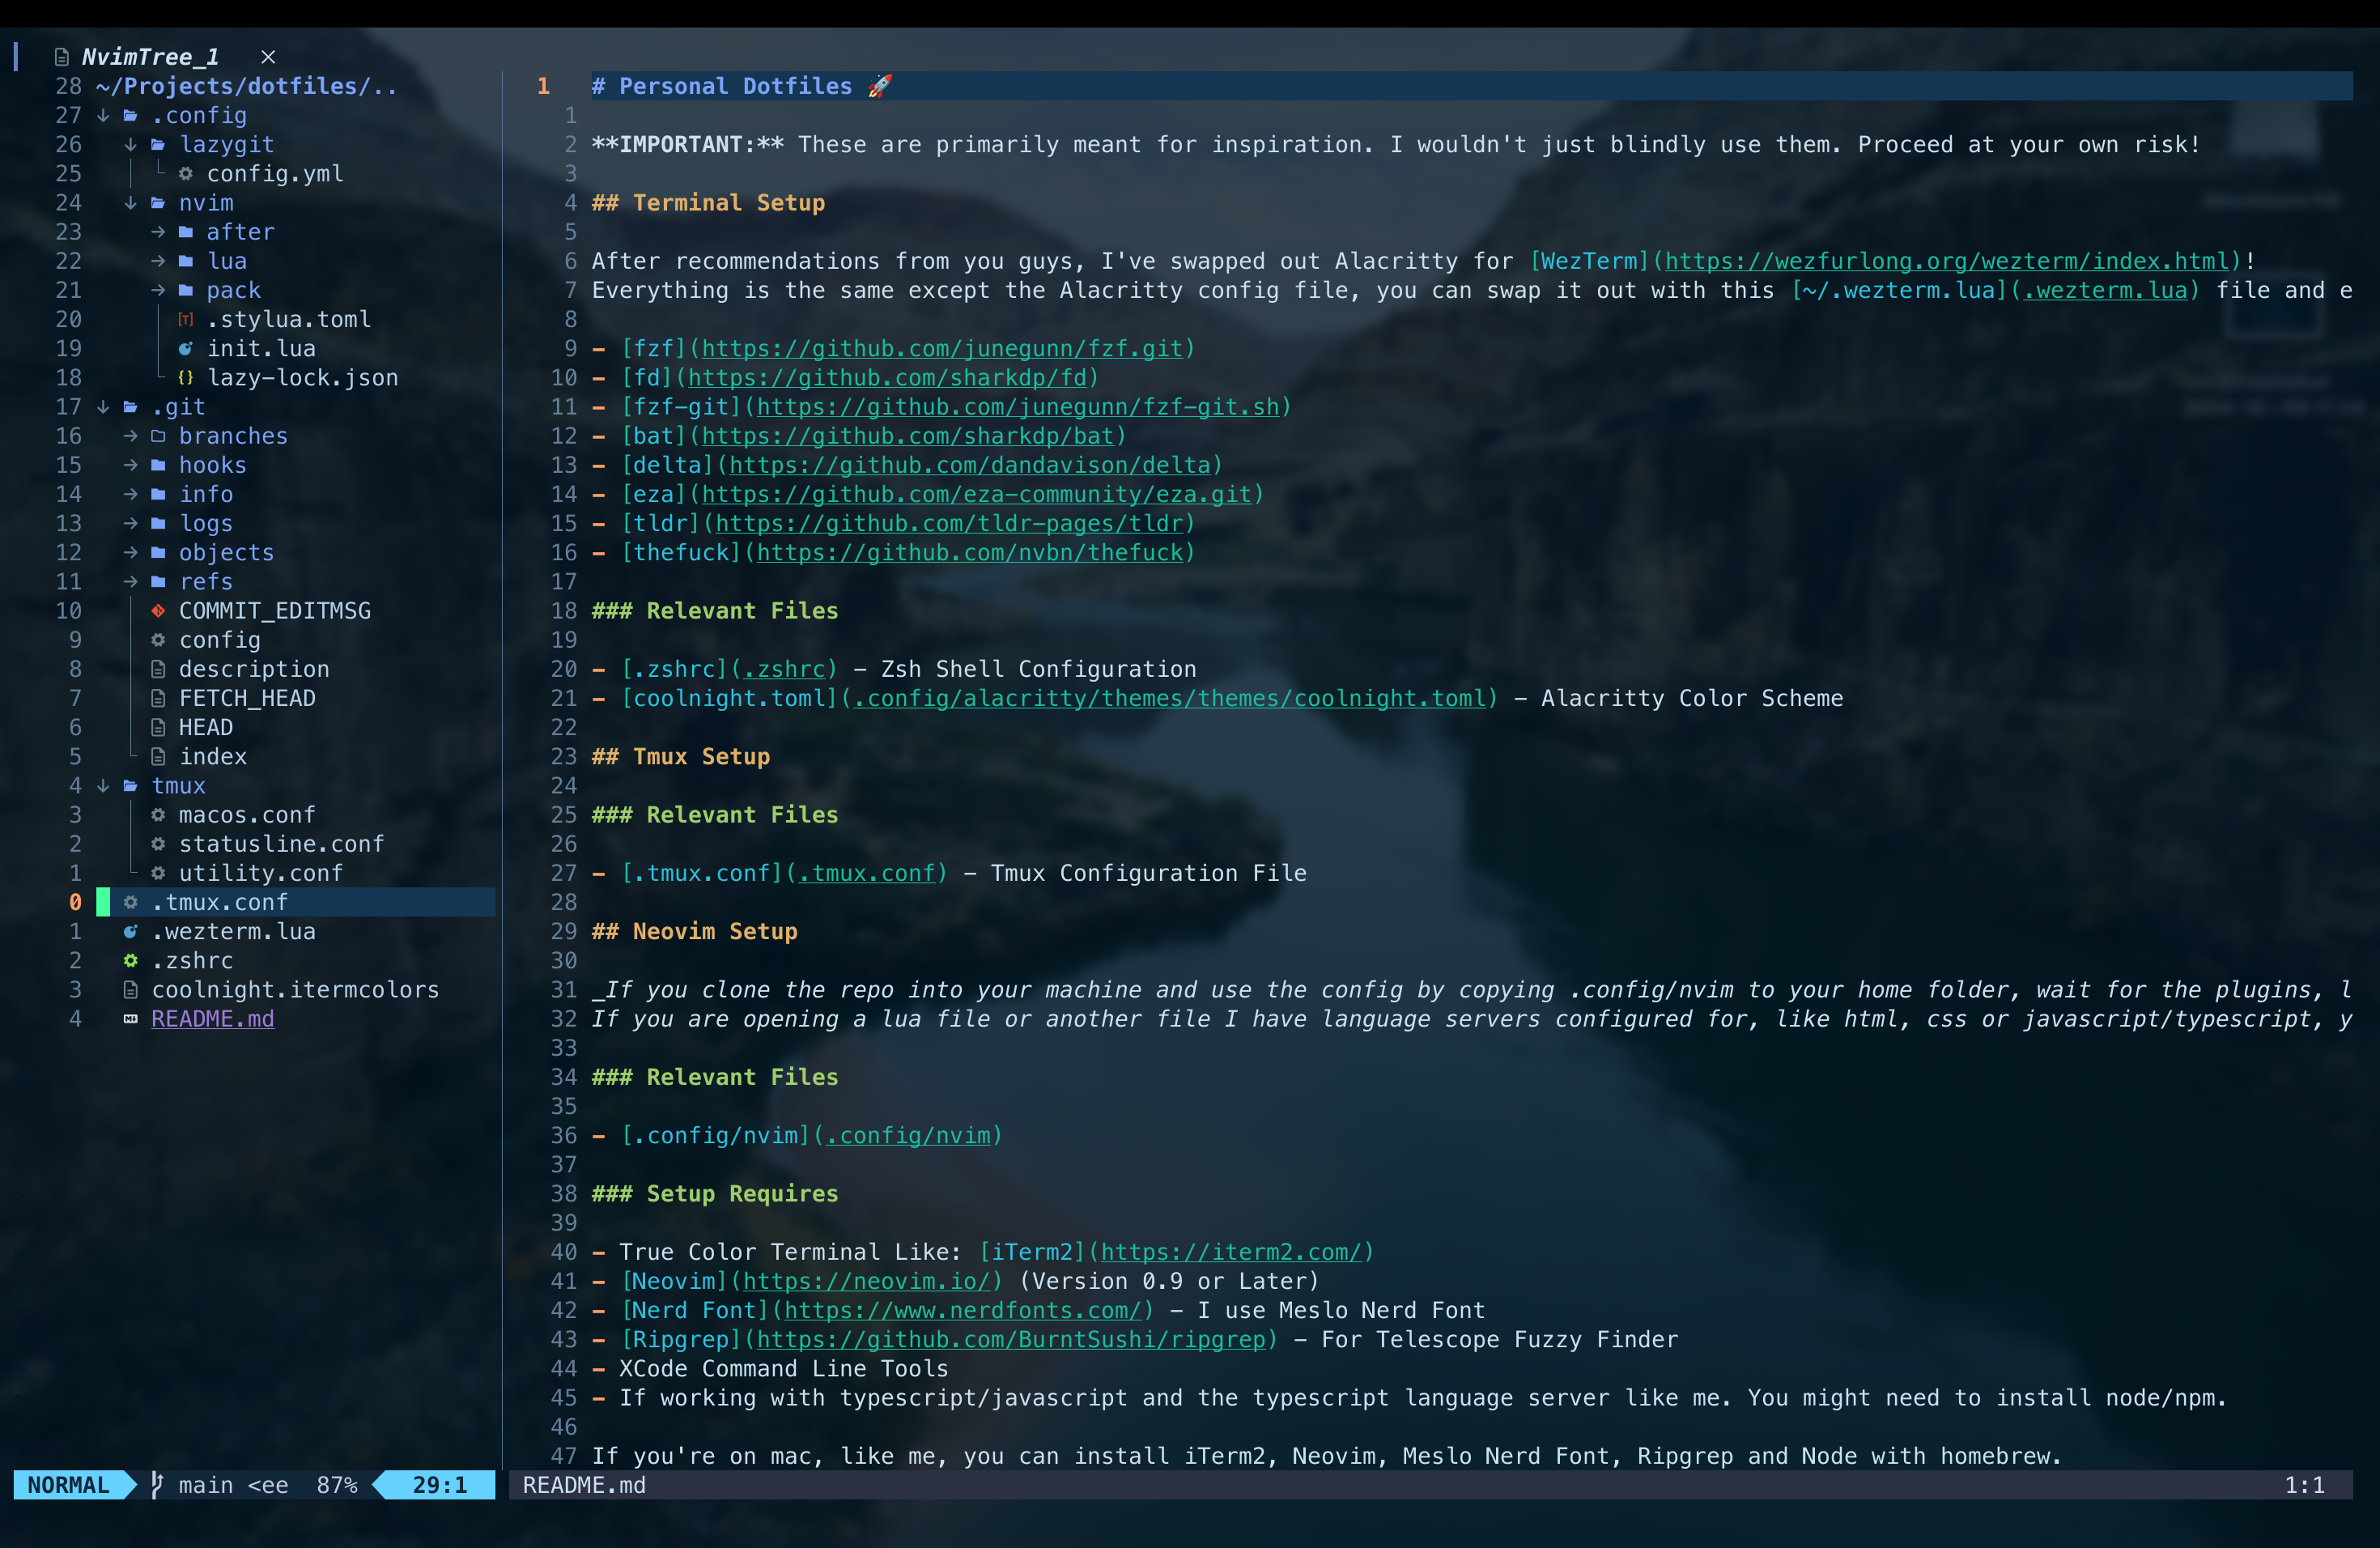 NvimTree_1 ×
28 ~/Projects/dotfiles/..
27 .config
26 lazygit
25 config.yml
24 nvim
23 after
22 lua
21 pack
20 .stylua.toml
19 init.lua
18 lazy-lock.json
17 .git
16 branches
15 hooks
14 info
13 logs
12 objects
11 refs
10 COMMIT_EDITMSG
9 config
8 description
7 FETCH_HEAD
6 HEAD
5 index
4 tmux
3 macos.conf
2 statusline.conf
1 utility.conf
0 .tmux.conf
1 .wezterm.lua
2 .zshrc
3 coolnight.itermcolors
4 README.md
NORMAL main <ee 87% 29:1
1 # Personal Dotfiles 🚀
1
2 **IMPORTANT:** These are primarily meant for inspiration. I wouldn't just blindly use them. Proceed at your own risk!
3
4 ## Terminal Setup
5
6 After recommendations from you guys, I've swapped out Alacritty for [WezTerm](https://wezfurlong.org/wezterm/index.html)!
7 Everything is the same except the Alacritty config file, you can swap it out with this [~/.wezterm.lua](.wezterm.lua) file and e
8
9 - [fzf](https://github.com/junegunn/fzf.git)
10 - [fd](https://github.com/sharkdp/fd)
11 - [fzf-git](https://github.com/junegunn/fzf-git.sh)
12 - [bat](https://github.com/sharkdp/bat)
13 - [delta](https://github.com/dandavison/delta)
14 - [eza](https://github.com/eza-community/eza.git)
15 - [tldr](https://github.com/tldr-pages/tldr)
16 - [thefuck](https://github.com/nvbn/thefuck)
17
18 ### Relevant Files
19
20 - [.zshrc](.zshrc) - Zsh Shell Configuration
21 - [coolnight.toml](.config/alacritty/themes/themes/coolnight.toml) - Alacritty Color Scheme
22
23 ## Tmux Setup
24
25 ### Relevant Files
26
27 - [.tmux.conf](.tmux.conf) - Tmux Configuration File
28
29 ## Neovim Setup
30
31 _If you clone the repo into your machine and use the config by copying .config/nvim to your home folder, wait for the plugins, l
32 If you are opening a lua file or another file I have language servers configured for, like html, css or javascript/typescript, y
33
34 ### Relevant Files
35
36 - [.config/nvim](.config/nvim)
37
38 ### Setup Requires
39
40 - True Color Terminal Like: [iTerm2](https://iterm2.com/)
41 - [Neovim](https://neovim.io/) (Version 0.9 or Later)
42 - [Nerd Font](https://www.nerdfonts.com/) - I use Meslo Nerd Font
43 - [Ripgrep](https://github.com/BurntSushi/ripgrep) - For Telescope Fuzzy Finder
44 - XCode Command Line Tools
45 - If working with typescript/javascript and the typescript language server like me. You might need to install node/npm.
46
47 If you're on mac, like me, you can install iTerm2, Neovim, Meslo Nerd Font, Ripgrep and Node with homebrew.
README.md 1:1